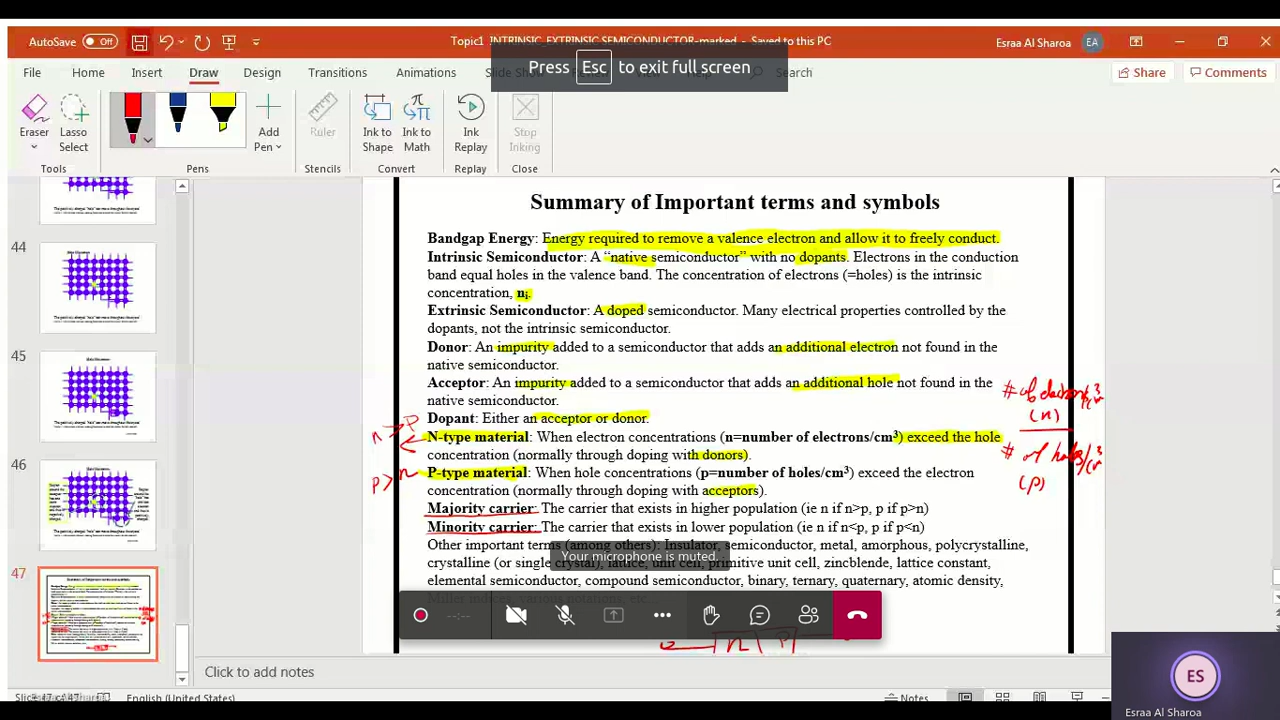 AutoSave Off
Topic1_INTRINSIC_EXTRINSIC SEMICONDUCTOR-marked - Saved to this PC
Esraa Al Sharoa EA
Press Esc to exit full screen
File Home Insert Draw Design Transitions Animations Slide Show Search
Share Comments
Eraser Lasso Select Add Pen Ruler Ink to Shape Ink to Math Ink Replay Stop Inking
Tools Pens Stencils Convert Replay Close
44
45
46
47
Summary of Important terms and symbols
Bandgap Energy: Energy required to remove a valence electron and allow it to freely conduct.
Intrinsic Semiconductor: A “native semiconductor” with no dopants. Electrons in the conduction
band equal holes in the valence band. The concentration of electrons (=holes) is the intrinsic
concentration, ni.
Extrinsic Semiconductor: A doped semiconductor. Many electrical properties controlled by the
dopants, not the intrinsic semiconductor.
Donor: An impurity added to a semiconductor that adds an additional electron not found in the
native semiconductor.
Acceptor: An impurity added to a semiconductor that adds an additional hole not found in the
native semiconductor.
Dopant: Either an acceptor or donor.
N-type material: When electron concentrations (n=number of electrons/cm³) exceed the hole
concentration (normally through doping with donors).
P-type material: When hole concentrations (p=number of holes/cm³) exceed the electron
concentration (normally through doping with acceptors).
Majority carrier: The carrier that exists in higher population (ie n if n>p, p if p>n)
Minority carrier: The carrier that exists in lower population (ie n if n<p, p if p<n)
Other important terms (among others): Insulator, semiconductor, metal, amorphous, polycrystalline,
crystalline (or single crystal), lattice, unit cell, primitive unit cell, zincblende, lattice constant,
elemental semiconductor, compound semiconductor, binary, ternary, quaternary, atomic density,
n > p
p > n
# of electrons/cm³
(n)
# of holes/cm³
(p)
n p
Your microphone is muted.
--:--
Click to add notes
English (United States)
Notes
ES
Esraa Al Sharoa